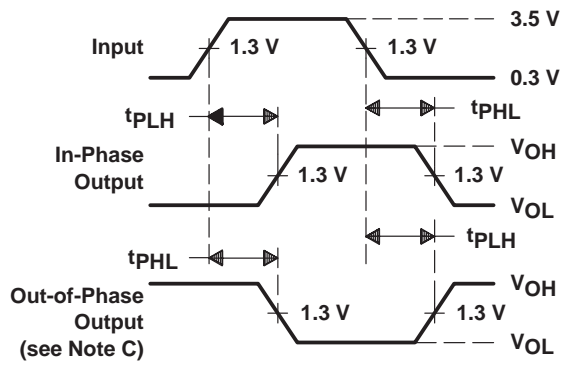 3.5 V
Input
1.3 V
1.3 V
0.3 V
tPLH
tPHL
In-Phase
Output
VOH
1.3 V
1.3 V
VOL
tPHL
tPLH
Out-of-Phase
Output
(see Note C)
VOH
1.3 V
1.3 V
VOL